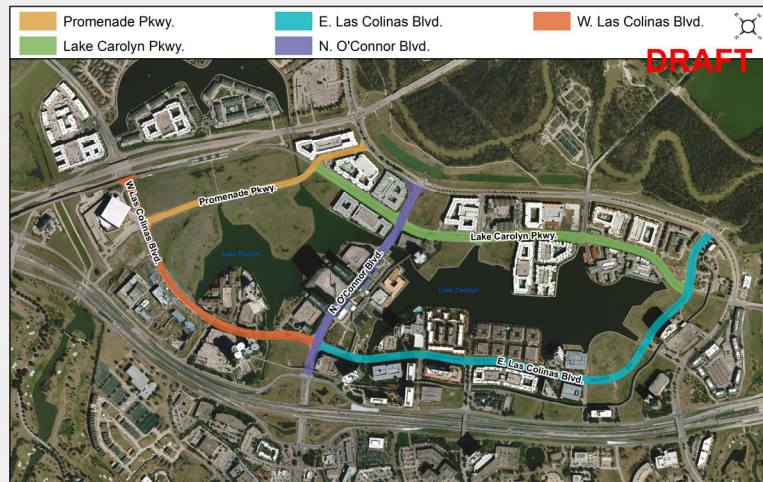 Promenade Pkwy.
E. Las Colinas Blvd.
W. Las Colinas Blvd.
Lake Carolyn Pkwy.
N. O'Connor Blvd.
DRAFT
Promenade Pkwy.
W Las Colinas Blvd.
Lake Carolyn
N. O'Connor Blvd.
Lake Carolyn Pkwy.
Lake Carolyn
E. Las Colinas Blvd.